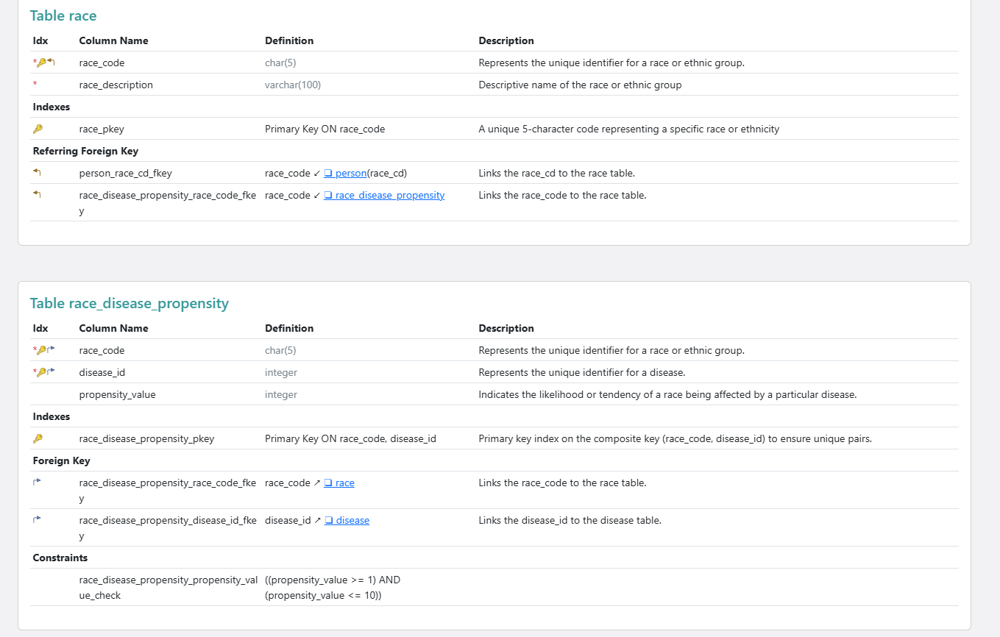 Table race
Idx Column Name Definition Description
* race_code char(5) Represents the unique identifier for a race or ethnic group.
* race_description varchar(100) Descriptive name of the race or ethnic group
Indexes
race_pkey Primary Key ON race_code A unique 5-character code representing a specific race or ethnicity
Referring Foreign Key
person_race_cd_fkey race_code ↙ ❏ person(race_cd) Links the race_cd to the race table.
race_disease_propensity_race_code_fke race_code ↙ ❏ race_disease_propensity Links the race_code to the race table.
y
Table race_disease_propensity
Idx Column Name Definition Description
* race_code char(5) Represents the unique identifier for a race or ethnic group.
* disease_id integer Represents the unique identifier for a disease.
propensity_value integer Indicates the likelihood or tendency of a race being affected by a particular disease.
Indexes
race_disease_propensity_pkey Primary Key ON race_code, disease_id Primary key index on the composite key (race_code, disease_id) to ensure unique pairs.
Foreign Key
race_disease_propensity_race_code_fke race_code ↗ ❏ race Links the race_code to the race table.
y
race_disease_propensity_disease_id_fke disease_id ↗ ❏ disease Links the disease_id to the disease table.
y
Constraints
race_disease_propensity_propensity_val ((propensity_value >= 1) AND
ue_check (propensity_value <= 10))